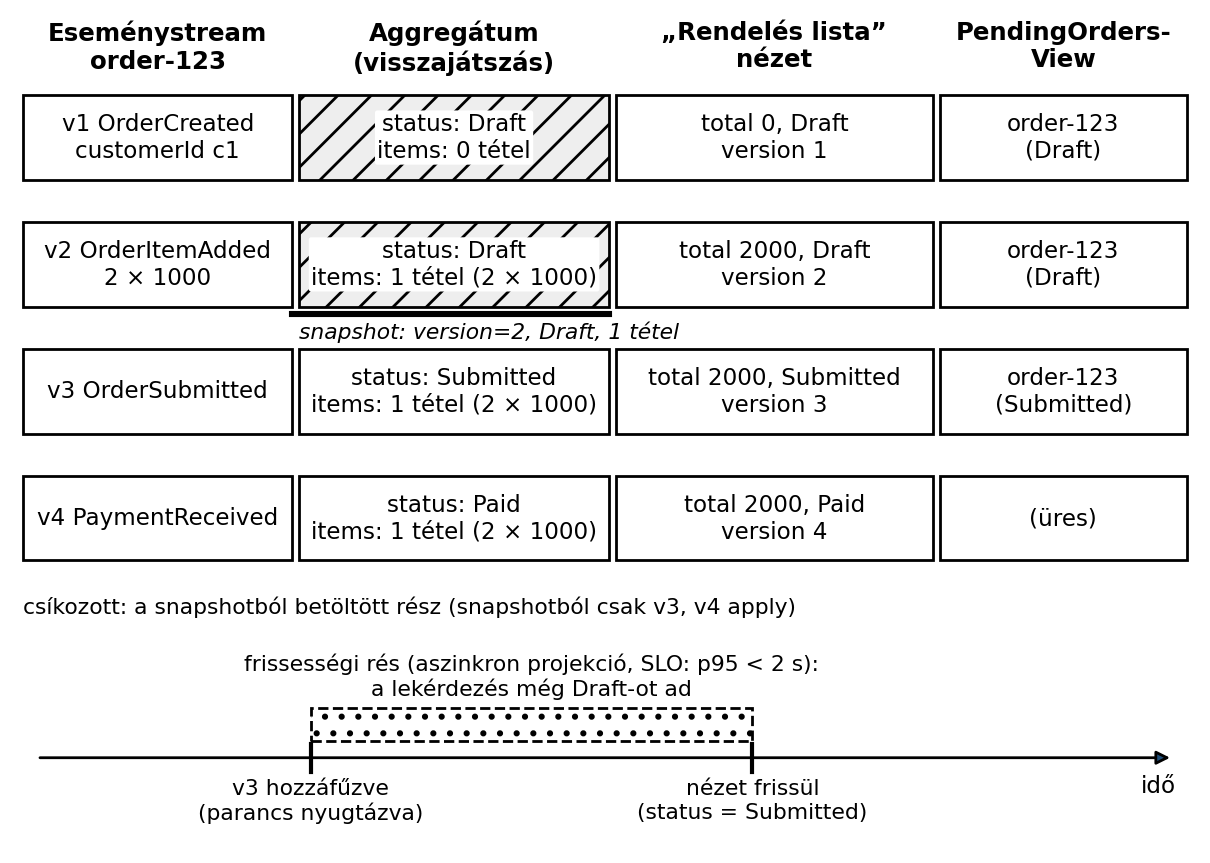 Eseménystream
order-123
Aggregátum
(visszajátszás)
„Rendelés lista”
nézet
PendingOrders-
View
v1 OrderCreated
customerId c1
status: Draft
items: 0 tétel
total 0, Draft
version 1
order-123
(Draft)
v2 OrderItemAdded
2 × 1000
status: Draft
items: 1 tétel (2 × 1000)
total 2000, Draft
version 2
order-123
(Draft)
snapshot: version=2, Draft, 1 tétel
v3 OrderSubmitted
status: Submitted
items: 1 tétel (2 × 1000)
total 2000, Submitted
version 3
order-123
(Submitted)
v4 PaymentReceived
status: Paid
items: 1 tétel (2 × 1000)
total 2000, Paid
version 4
(üres)
csíkozott: a snapshotból betöltött rész (snapshotból csak v3, v4 apply)
frissességi rés (aszinkron projekció, SLO: p95 < 2 s):
a lekérdezés még Draft-ot ad
v3 hozzáfűzve
(parancs nyugtázva)
nézet frissül
(status = Submitted)
idő